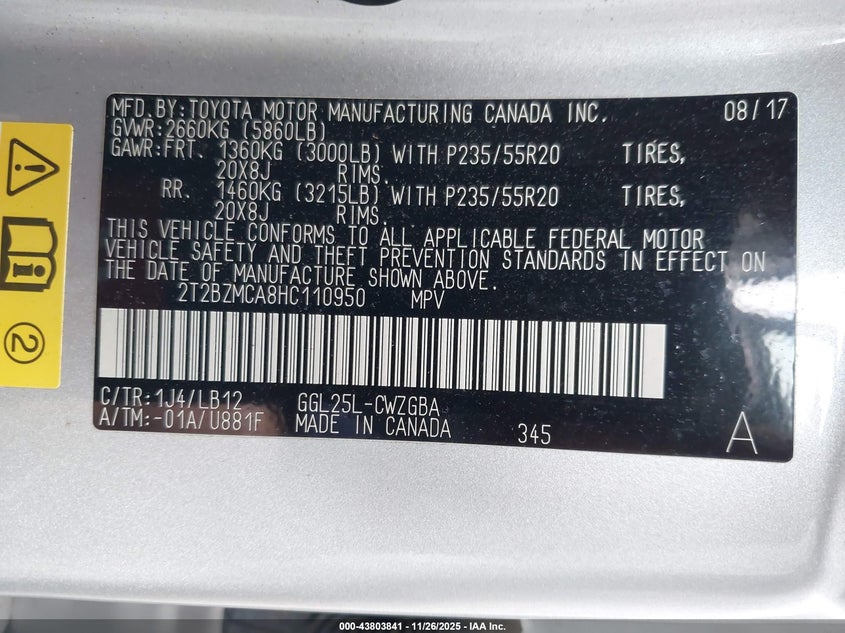 MFD.BY:TOYOTA MOTOR MANUFACTURING CANADA INC. 08/17
GVWR:2660KG (5860LB)
GAWR:FRT. 1360KG (3000LB) WITH P235/55R20 TIRES,
20X8J RIMS.
RR. 1460KG (3215LB) WITH P235/55R20 TIRES,
20X8J RIMS.
THIS VEHICLE CONFORMS TO ALL APPLICABLE FEDERAL MOTOR
VEHICLE SAFETY AND THEFT PREVENTION STANDARDS IN EFFECT ON
THE DATE OF MANUFACTURE SHOWN ABOVE.
2T2BZMCA8HC110950 MPV
C/TR:1J4/LB12 GGL25L-CWZGBA
A/TM:-01A/U881F MADE IN CANADA 345 A
2
000-43803841 - 11/26/2025 - IAA Inc.